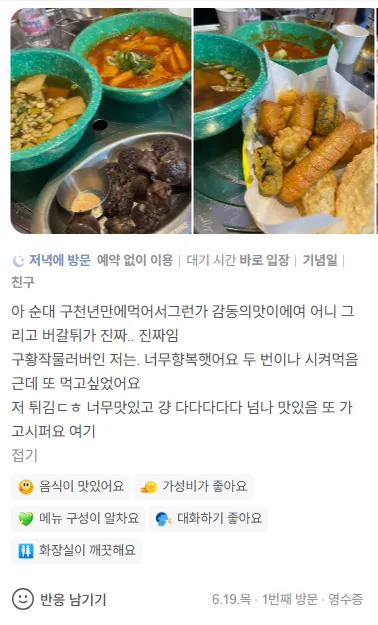 저녁에 방문 예약 없이 이용 | 대기 시간 바로 입장 | 기념일 |
친구
아 순대 구천년만에먹어서그런가 감동의맛이에여 어니 그
리고 버갈튀가 진짜.. 진짜임
구황작물러버인 저는. 너무향복햇어요 두 번이나 시켜먹음
근데 또 먹고싶었어요
저 튀김ㄷㅎ 너무맛있고 걍 다다다다다 넘나 맛있음 또 가
고시퍼요 여기
접기
음식이 맛있어요 가성비가 좋아요
메뉴 구성이 알차요 대화하기 좋아요
화장실이 깨끗해요
반응 남기기 6.19.목 · 1번째 방문 · 영수증